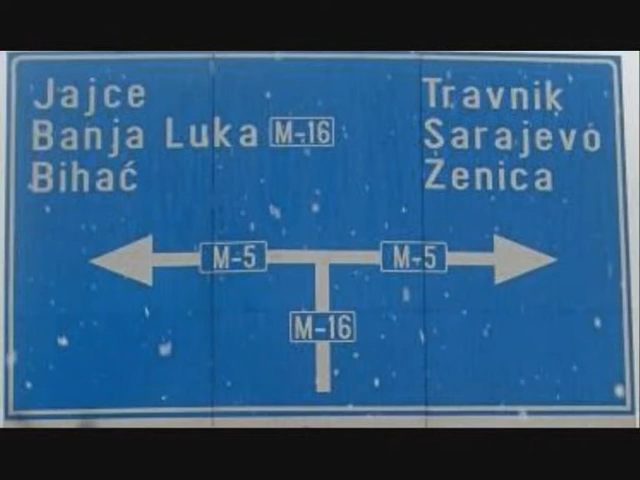 Jajce
Banja Luka M-16
Bihać
Travnik
Sarajevo
Zenica
M-5
M-5
M-16